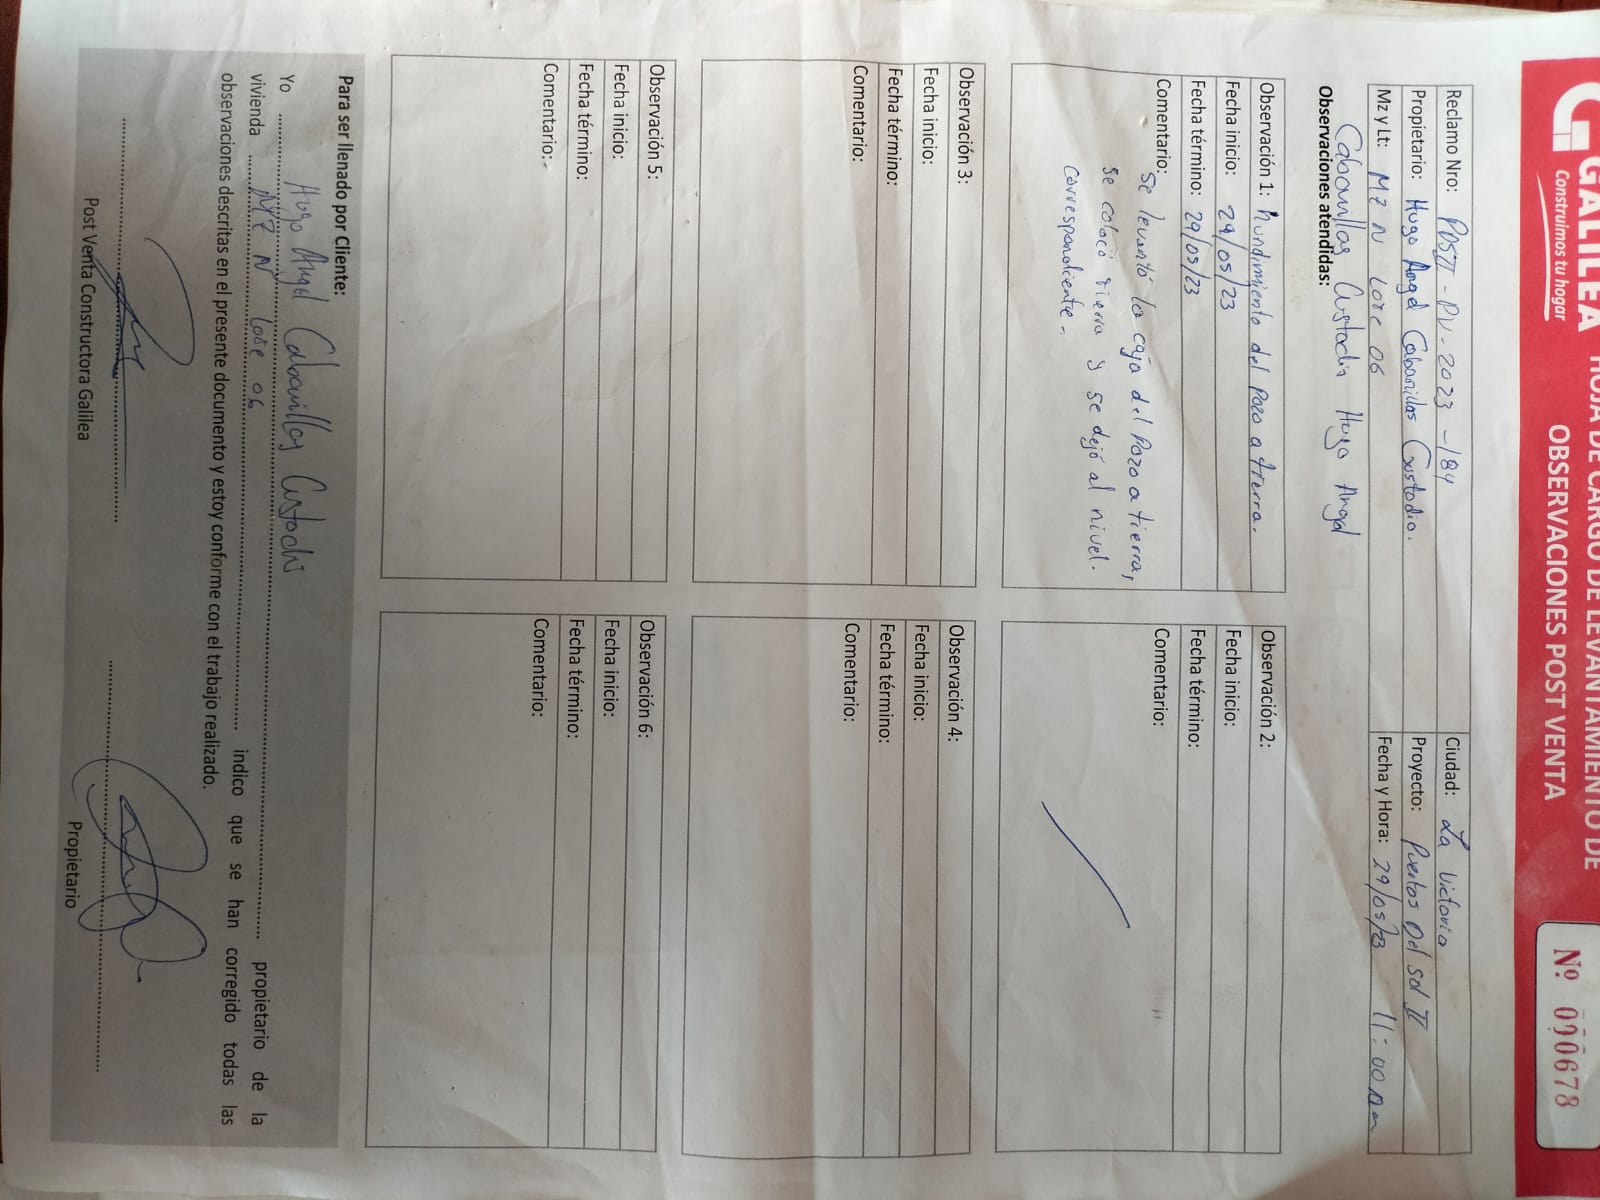 GALILEA
Construimos tu hogar
HOJA DE CARGO DE LEVANTAMIENTO DE
OBSERVACIONES POST VENTA
Nº 090678
Reclamo Nro: PDSII - PV - 2023 - 184
Ciudad: La Victoria
Propietario: Hugo Angel Cabanillas Custodio.
Proyecto: Puertas Del Sol II
Mz y Lt: Mz N Lote 06
Fecha y Hora: 29/05/23 11:00 am
Cabanillas Custodio Hugo Angel
Observaciones atendidas:
Observación 1: hundimiento del Pozo a tierra.
Fecha inicio: 29/05/23
Fecha término: 29/05/23
Comentario: Se levantó la caja del Pozo a tierra,
se colocó tierra y se dejó al nivel
correspondiente.
Observación 2:
Fecha inicio:
Fecha término:
Comentario:
Observación 3:
Fecha inicio:
Fecha término:
Comentario:
Observación 4:
Fecha inicio:
Fecha término:
Comentario:
Observación 5:
Fecha inicio:
Fecha término:
Comentario:
Observación 6:
Fecha inicio:
Fecha término:
Comentario:
Para ser llenado por Cliente:
Yo Hugo Angel Cabanillas Custodio propietario de la
vivienda Mz N Lote 06 indico que se han corregido todas las
observaciones descritas en el presente documento y estoy conforme con el trabajo realizado.
Post Venta Constructora Galilea
Propietario